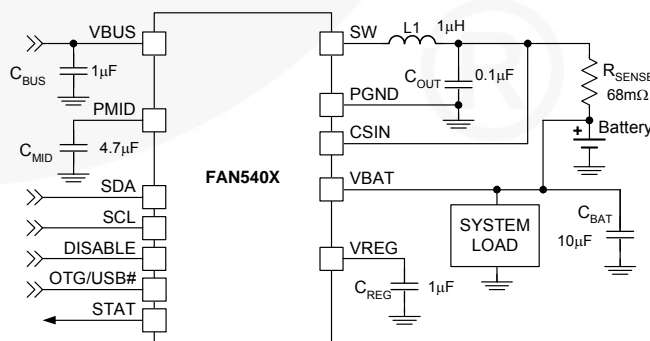 VBUS
C_BUS
1μF
PMID
C_MID
4.7μF
SDA
SCL
DISABLE
OTG/USB#
STAT
FAN540X
SW
L1
1μH
C_OUT
0.1μF
PGND
CSIN
VBAT
VREG
C_REG
1μF
R_SENSE
68mΩ
Battery
+
SYSTEM
LOAD
C_BAT
10μF
®